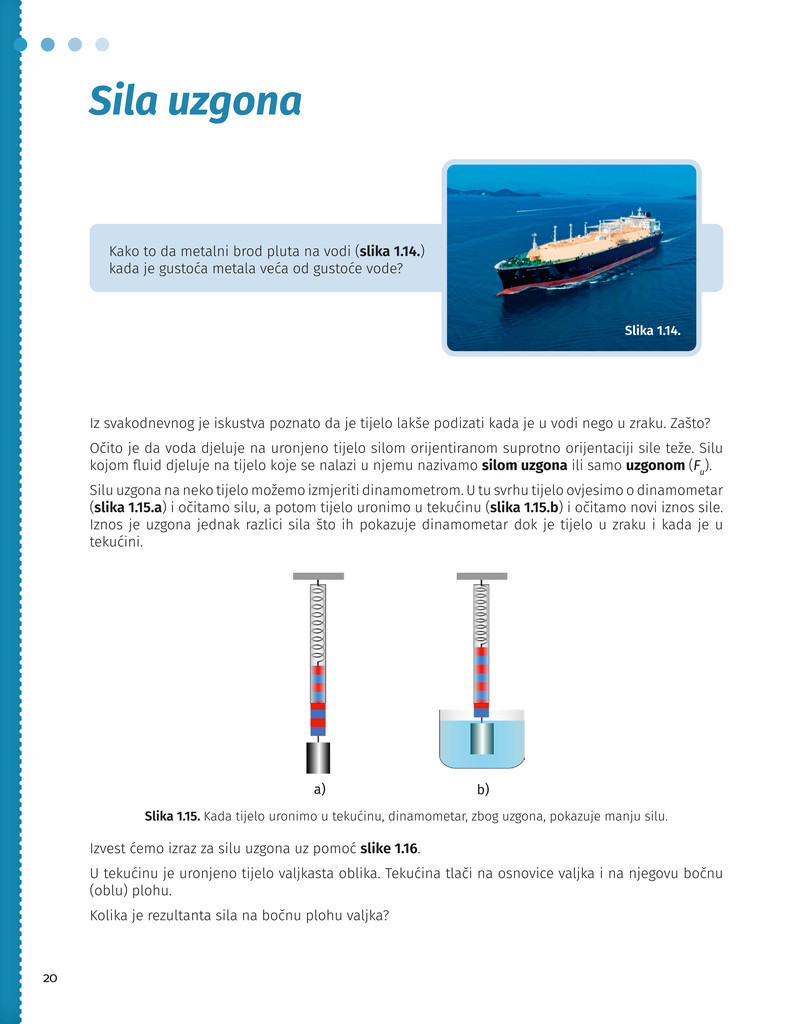 Sila uzgona
Kako to da metalni brod pluta na vodi (slika 1.14.)
kada je gustoća metala veća od gustoće vode?
Slika 1.14.
Iz svakodnevnog je iskustva poznato da je tijelo lakše podizati kada je u vodi nego u zraku. Zašto?
Očito je da voda djeluje na uronjeno tijelo silom orijentiranom suprotno orijentaciji sile teže. Silu
kojom fluid djeluje na tijelo koje se nalazi u njemu nazivamo silom uzgona ili samo uzgonom (Fu).
Silu uzgona na neko tijelo možemo izmjeriti dinamometrom. U tu svrhu tijelo ovjesimo o dinamometar
(slika 1.15.a) i očitamo silu, a potom tijelo uronimo u tekućinu (slika 1.15.b) i očitamo novi iznos sile.
Iznos je uzgona jednak razlici sila što ih pokazuje dinamometar dok je tijelo u zraku i kada je u
tekućini.
a)
b)
Slika 1.15. Kada tijelo uronimo u tekućinu, dinamometar, zbog uzgona, pokazuje manju silu.
Izvest ćemo izraz za silu uzgona uz pomoć slike 1.16.
U tekućinu je uronjeno tijelo valjkasta oblika. Tekućina tlači na osnovice valjka i na njegovu bočnu
(oblu) plohu.
Kolika je rezultanta sila na bočnu plohu valjka?
20